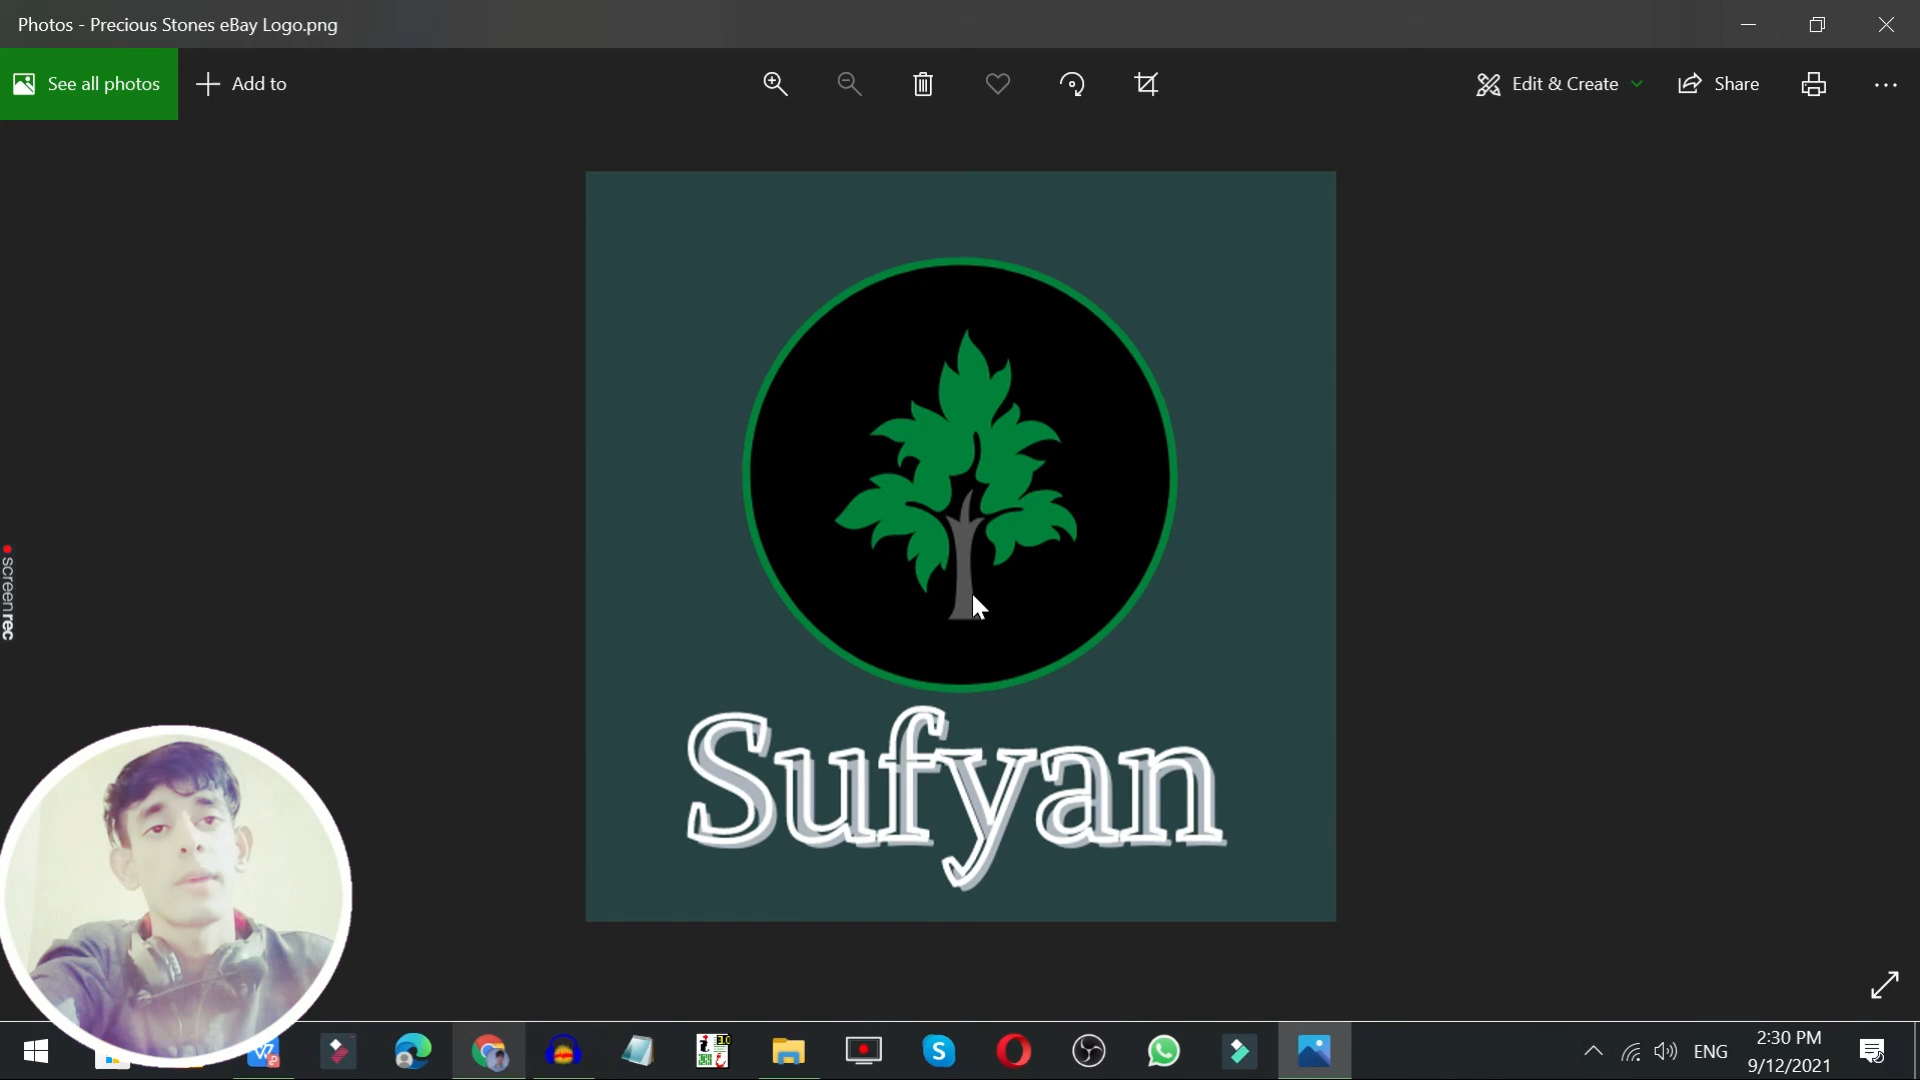 Photos - Precious Stones eBay Logo.png
See all photos
Add to
Edit & Create
Share
screenrec
Sufyan
ENG
2:30 PM
9/12/2021